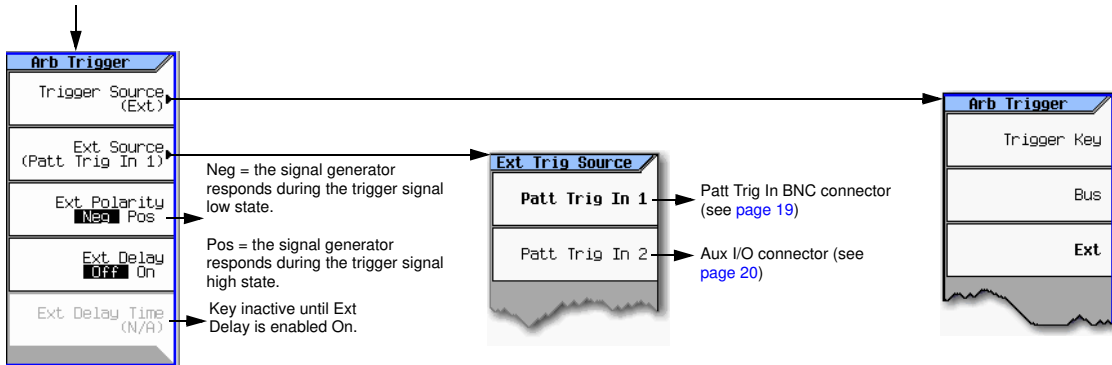 Arb Trigger
Trigger Source
(Ext)
Ext Source
(Patt Trig In 1)
Ext Polarity
Neg Pos
Ext Delay
Off On
Ext Delay Time
(N/A)
Neg = the signal generator
responds during the trigger signal
low state.
Pos = the signal generator
responds during the trigger signal
high state.
Key inactive until Ext
Delay is enabled On.
Ext Trig Source
Patt Trig In 1
Patt Trig In 2
Patt Trig In BNC connector
(see page 19)
Aux I/O connector (see
page 20)
Arb Trigger
Trigger Key
Bus
Ext